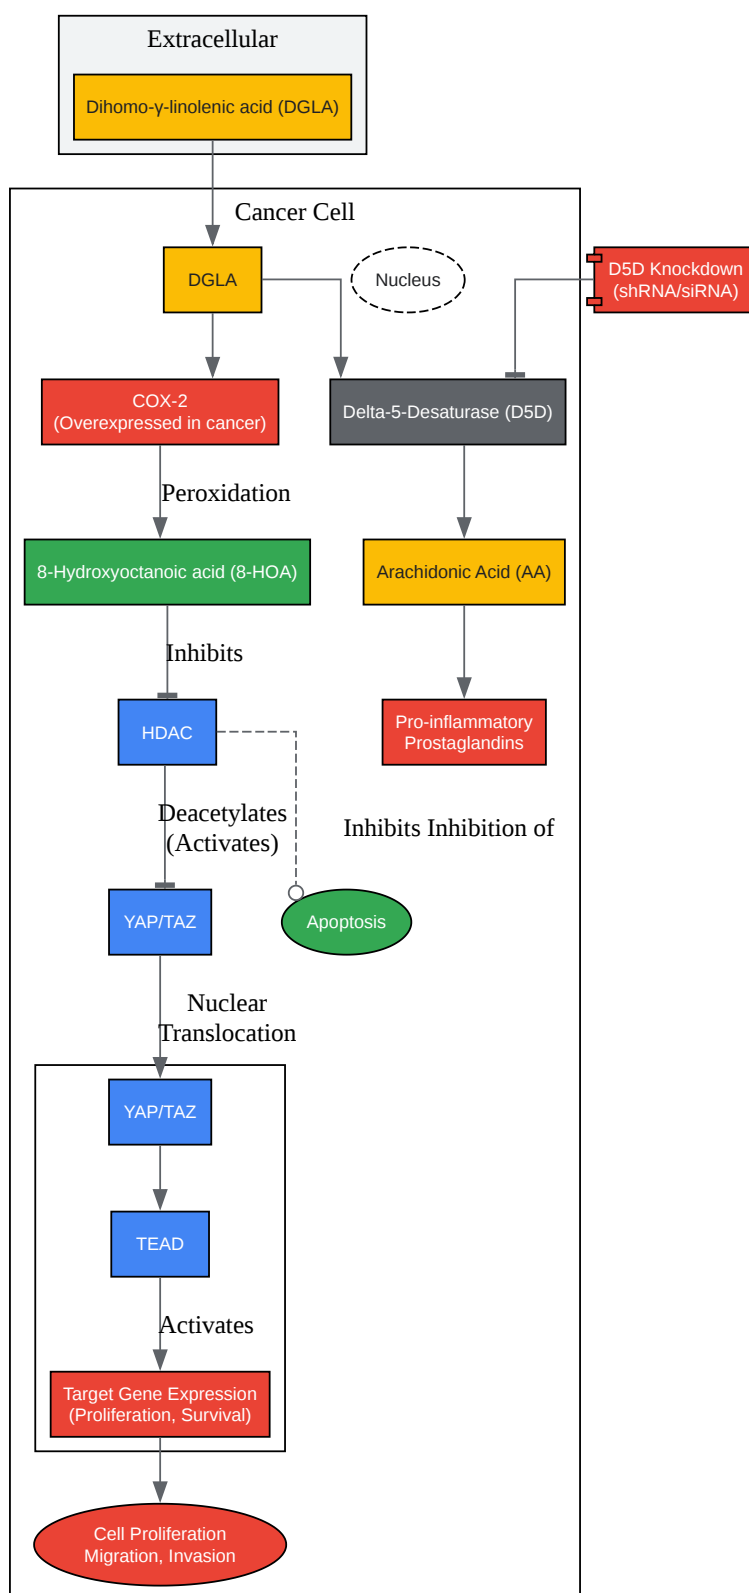 Extracellular
Dihomo-γ-linolenic acid (DGLA)
Cancer Cell
DGLA
Nucleus
D5D Knockdown
(shRNA/siRNA)
COX-2
(Overexpressed in cancer)
Delta-5-Desaturase (D5D)
Peroxidation
8-Hydroxyoctanoic acid (8-HOA)
Arachidonic Acid (AA)
Inhibits
HDAC
Pro-inflammatory
Prostaglandins
Deacetylates
(Activates)
Inhibits Inhibition of
YAP/TAZ
Apoptosis
Nuclear
Translocation
YAP/TAZ
TEAD
Activates
Target Gene Expression
(Proliferation, Survival)
Cell Proliferation
Migration, Invasion